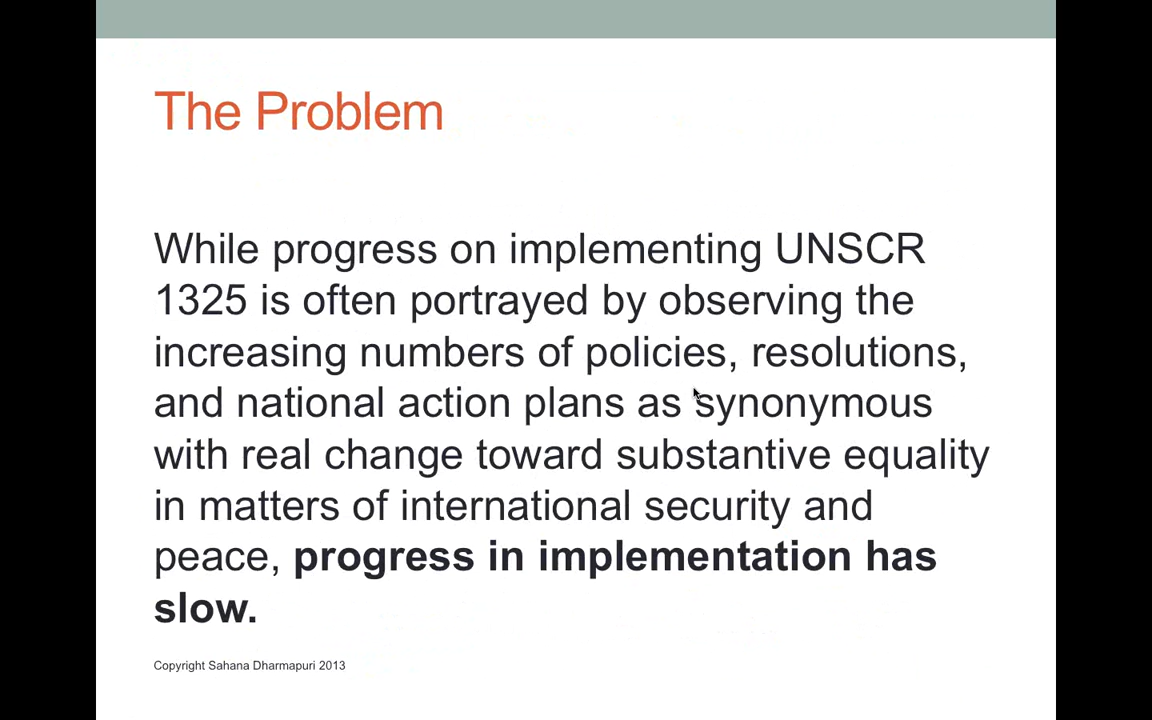 The Problem
While progress on implementing UNSCR
1325 is often portrayed by observing the
increasing numbers of policies, resolutions,
and national action plans as synonymous
with real change toward substantive equality
in matters of international security and
peace, progress in implementation has
slow.
Copyright Sahana Dharmapuri 2013